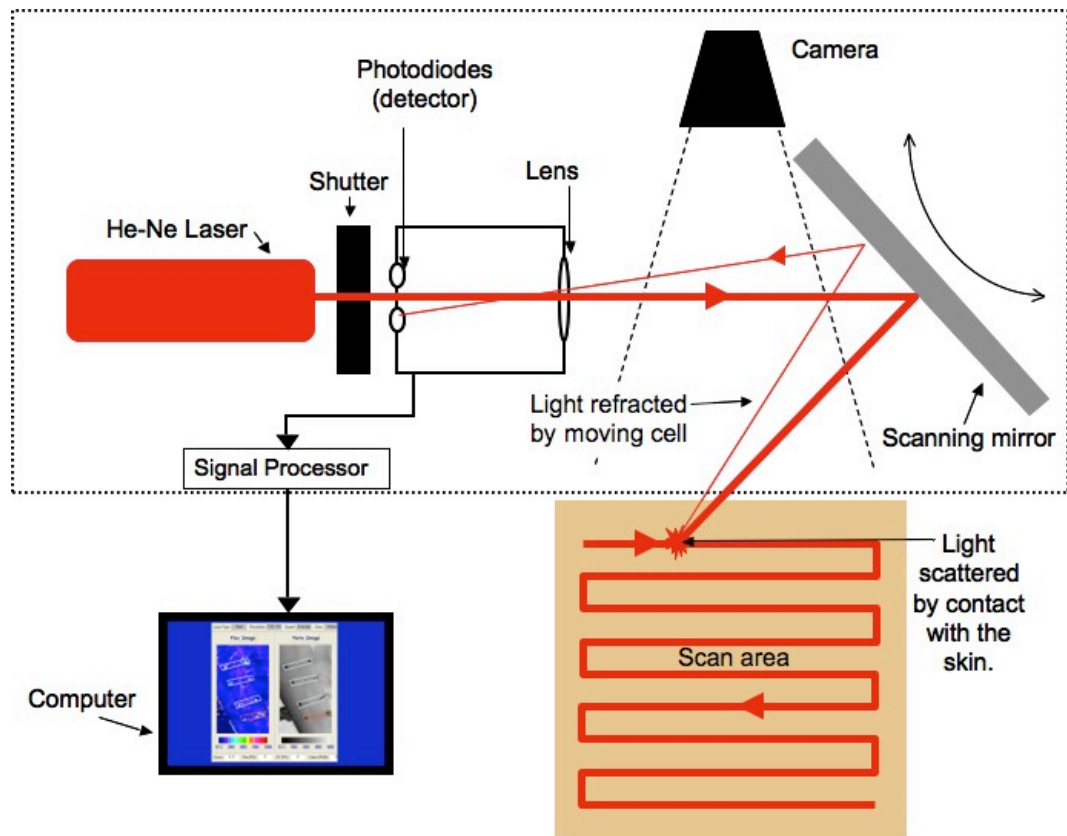 Camera
Photodiodes
(detector)
Lens
Shutter
He-Ne Laser
Light refracted
by moving cell
Scanning mirror
Signal Processor
Light
scattered
by contact
with the
skin.
Scan area
Computer